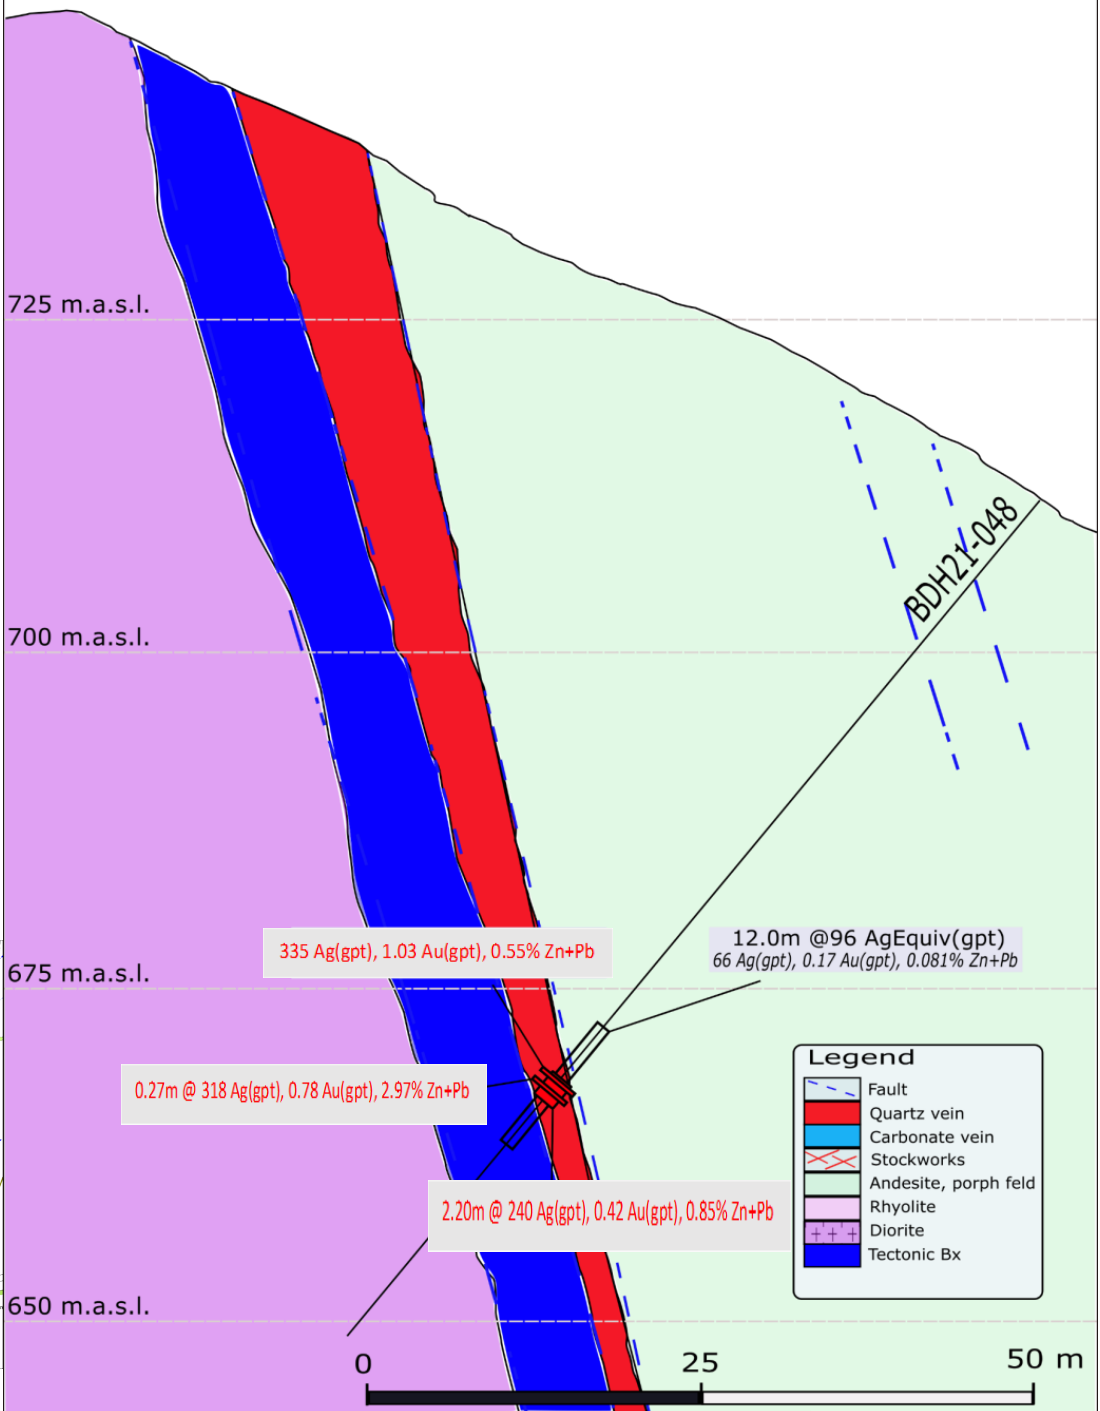 725 m.a.s.l.
BDH21-048
700 m.a.s.l.
335 Ag(gpt), 1.03 Au(gpt), 0.55% Zn+Pb
12.0m @96 AgEquiv(gpt)
66 Ag(gpt), 0.17 Au(gpt), 0.081% Zn+Pb
675 m.a.s.l.
0.27m @ 318 Ag(gpt), 0.78 Au(gpt), 2.97% Zn+Pb
2.20m @ 240 Ag(gpt), 0.42 Au(gpt), 0.85% Zn+Pb
Legend
Fault
Quartz vein
Carbonate vein
Stockworks
Andesite, porph feld
Rhyolite
Diorite
Tectonic Bx
650 m.a.s.l.
0 25 50 m